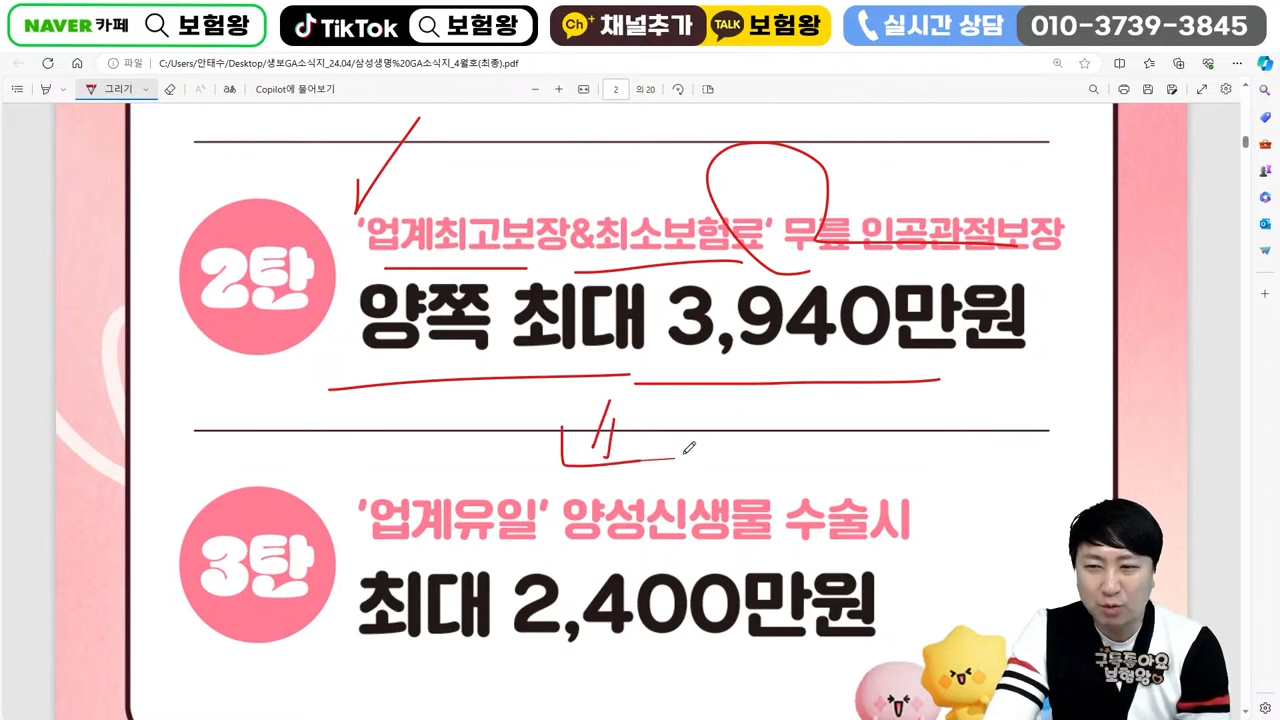 NAVER 카페 보험왕
TikTok 보험왕
Ch+ 채널추가 TALK 보험왕
실시간 상담 010-3739-3845
파일 C:/Users/안태수/Desktop/생보GA소식지_24.04/삼성생명%20GA소식지_4월호(최종).pdf
그리기 Copilot에 물어보기 2 의 20
2탄
'업계최고보장&최소보험료' 무릎 인공관절보장
양쪽 최대 3,940만원
3탄
'업계유일' 양성신생물 수술시
최대 2,400만원
구독좋아요
보험왕